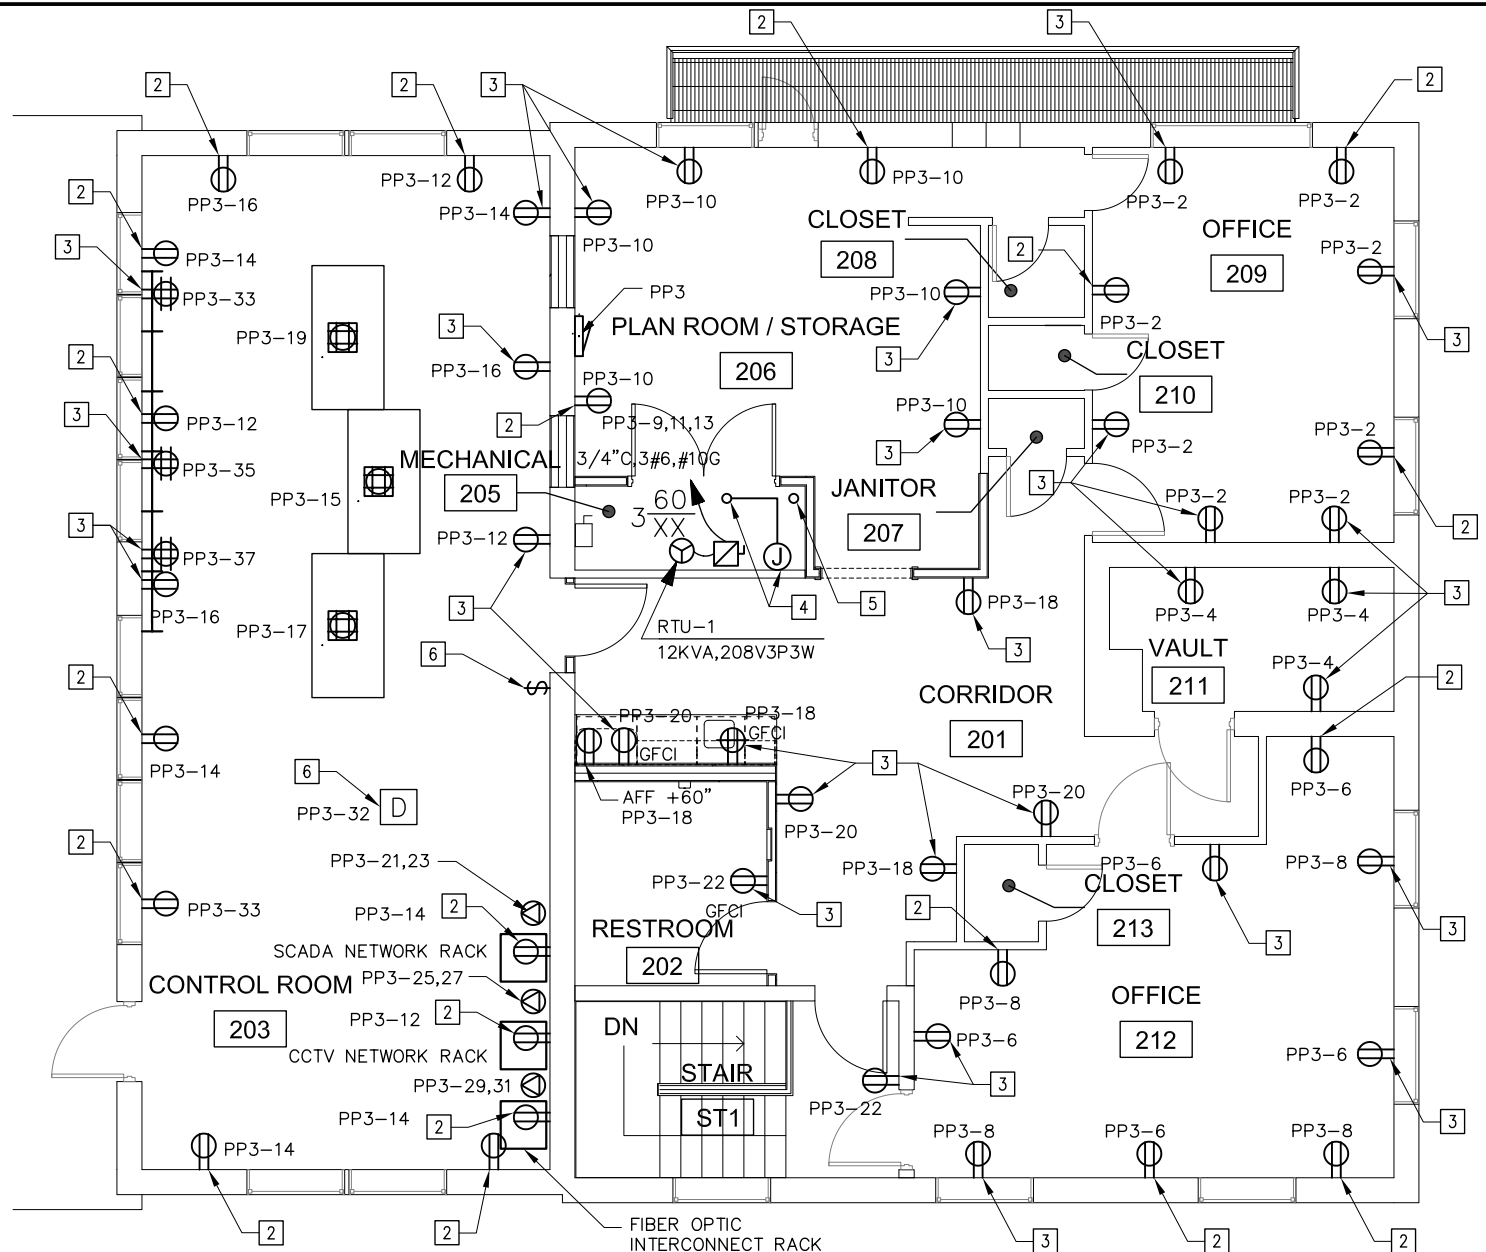 2
3
2
2
3
2
2
PP3-16
PP3-12
PP3-14
PP3-10
PP3-10
PP3-10
PP3-2
PP3-2
2
3
PP3-14
PP3-33
CLOSET
208
2
OFFICE
209
PP3-2
3
PP3-19
PP3
PP3-10
3
PP3-2
PLAN ROOM / STORAGE
206
CLOSET
210
2
3
PP3-16
PP3-10
2
PP3-12
PP3-9,11,13
PP3-10
3
PP3-2
PP3-2
2
3
PP3-35
MECHANICAL
205
3/4"C,3#6,#10G
JANITOR
207
3
PP3-2
PP3-2
PP3-15
3
60
XX
3
PP3-37
PP3-12
J
3
4
5
PP3-18
3
PP3-4
PP3-4
3
PP3-16
PP3-17
RTU-1
12KVA,208V3P3W
6
S
VAULT
211
PP3-4
2
2
CORRIDOR
201
PP3-20
GFCI
PP3-18
GFCI
3
PP3-14
6
PP3-32
D
AFF +60"
PP3-18
PP3-20
PP3-20
PP3-6
2
PP3-21,23
PP3-22
GFCI
3
PP3-18
PP3-6
CLOSET
213
PP3-8
3
PP3-33
PP3-14
2
SCADA NETWORK RACK
RESTROOM
202
2
3
CONTROL ROOM
203
PP3-25,27
PP3-12
2
CCTV NETWORK RACK
PP3-8
OFFICE
212
DN
PP3-6
PP3-6
3
PP3-29,31
STAIR
ST1
PP3-22
3
PP3-14
2
PP3-14
PP3-8
PP3-6
PP3-8
3
2
2
FIBER OPTIC
INTERCONNECT RACK
3
2
2